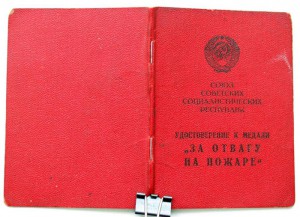 СОЮЗ
СОВЕТСКИХ
СОЦИАЛИСТИЧЕСКИХ
РЕСПУБЛИК
УДОСТОВЕРЕНИЕ К МЕДАЛИ
„ЗА ОТВАГУ
НА ПОЖАРЕ“